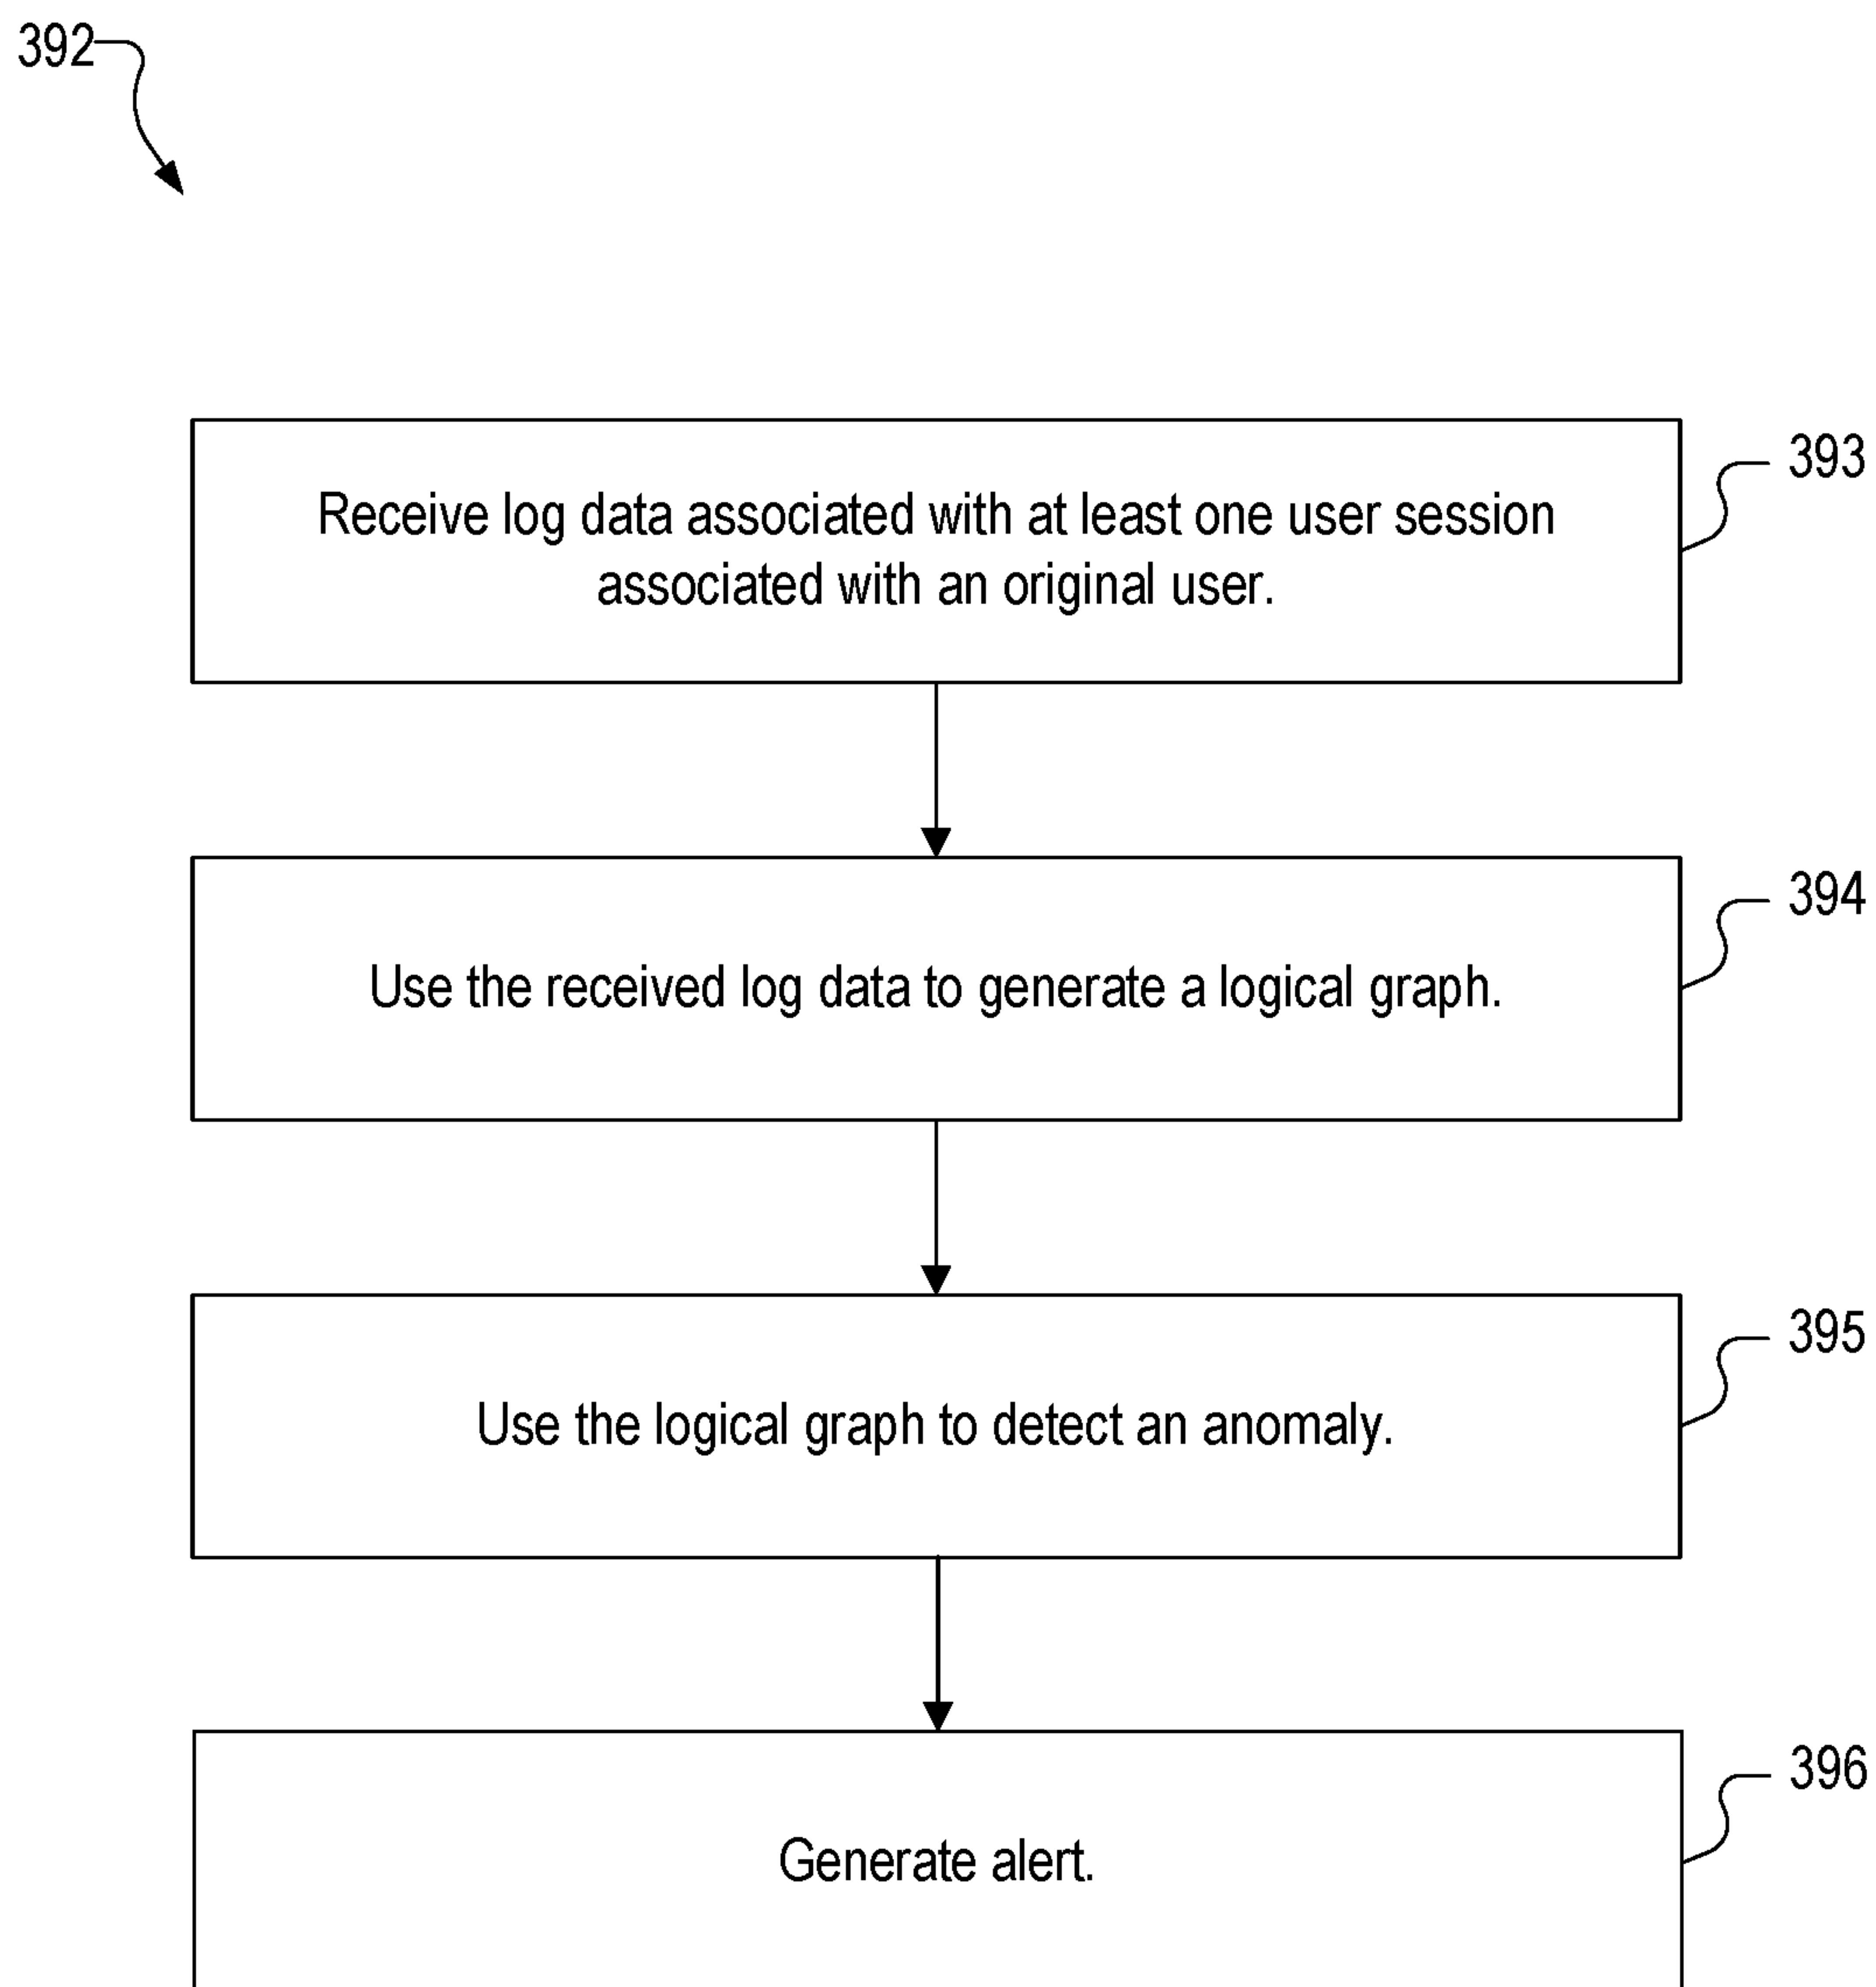 392
393
Receive log data associated with at least one user session
associated with an original user.
394
Use the received log data to generate a logical graph.
395
Use the logical graph to detect an anomaly.
396
Generate alert.